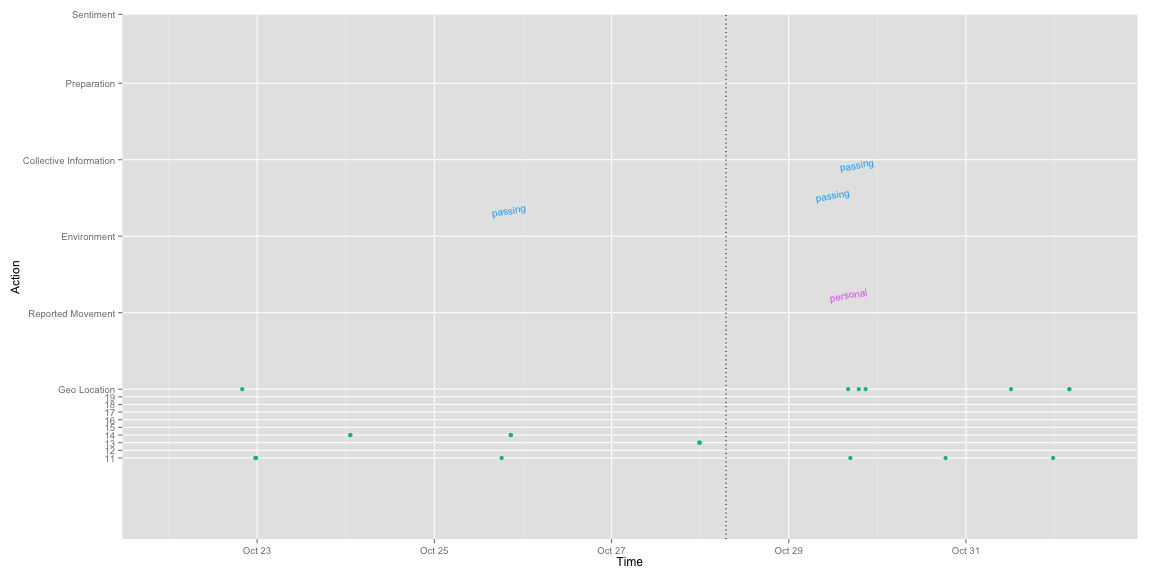 Sentiment
Preparation
Collective Information
passing
passing
passing
Environment
Action
personal
Reported Movement
Geo Location
19
18
17
16
15
14
13
12
11
Oct 23 Oct 25 Oct 27 Oct 29 Oct 31
Time